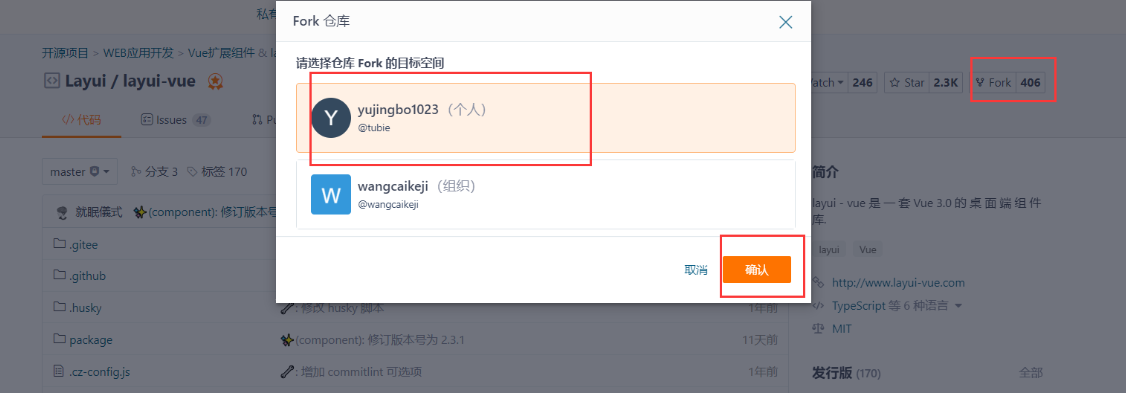 私有
Fork 仓库
开源项目 > WEB应用开发 > Vue扩展组件 & la
请选择仓库 Fork 的目标空间
Layui / layui-vue
atch 246 Star 2.3K Fork 406
yujingbo1023（个人）
@tubie
代码 Issues 47 Pu
master 分支 3 标签 170
wangcaikeji（组织）
@wangcaikeji
简介
layui - vue 是 一 套 Vue 3.0 的 桌 面 端 组 件 库.
就眠儀式 (component): 修订版本号
layui Vue
.gitee
取消 确认
.github
http://www.layui-vue.com
.husky : 修改 husky 脚本 1年前
TypeScript 等 6 种语言
MIT
package (component): 修订版本号为 2.3.1 11天前
.cz-config.js : 增加 commitlint 可选项 1年前
发行版 (170) 全部